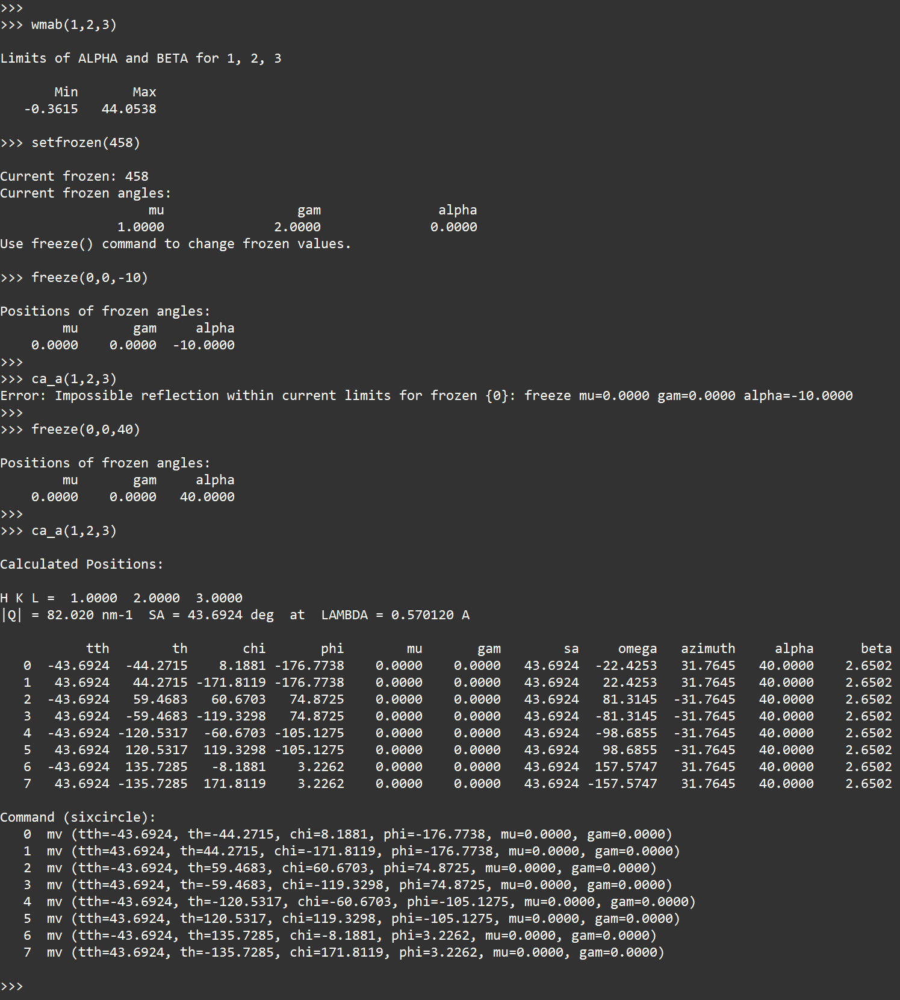 >>>
>>> wmab(1,2,3)
Limits of ALPHA and BETA for 1, 2, 3
Min Max
-0.3615 44.0538
>>> setfrozen(458)
Current frozen: 458
Current frozen angles:
mu gam alpha
1.0000 2.0000 0.0000
Use freeze() command to change frozen values.
>>> freeze(0,0,-10)
Positions of frozen angles:
mu gam alpha
0.0000 0.0000 -10.0000
>>>
>>> ca_a(1,2,3)
Error: Impossible reflection within current limits for frozen {0}: freeze mu=0.0000 gam=0.0000 alpha=-10.0000
>>>
>>> freeze(0,0,40)
Positions of frozen angles:
mu gam alpha
0.0000 0.0000 40.0000
>>>
>>> ca_a(1,2,3)
Calculated Positions:
H K L = 1.0000 2.0000 3.0000
|Q| = 82.020 nm-1 SA = 43.6924 deg at LAMBDA = 0.570120 A
tth th chi phi mu gam sa omega azimuth alpha beta
0 -43.6924 -44.2715 8.1881 -176.7738 0.0000 0.0000 43.6924 -22.4253 31.7645 40.0000 2.6502
1 43.6924 44.2715 -171.8119 -176.7738 0.0000 0.0000 43.6924 22.4253 31.7645 40.0000 2.6502
2 -43.6924 59.4683 60.6703 74.8725 0.0000 0.0000 43.6924 81.3145 -31.7645 40.0000 2.6502
3 43.6924 -59.4683 -119.3298 74.8725 0.0000 0.0000 43.6924 -81.3145 -31.7645 40.0000 2.6502
4 -43.6924 -120.5317 -60.6703 -105.1275 0.0000 0.0000 43.6924 -98.6855 -31.7645 40.0000 2.6502
5 43.6924 120.5317 119.3298 -105.1275 0.0000 0.0000 43.6924 98.6855 -31.7645 40.0000 2.6502
6 -43.6924 135.7285 -8.1881 3.2262 0.0000 0.0000 43.6924 157.5747 31.7645 40.0000 2.6502
7 43.6924 -135.7285 171.8119 3.2262 0.0000 0.0000 43.6924 -157.5747 31.7645 40.0000 2.6502
Command (sixcircle):
0 mv (tth=-43.6924, th=-44.2715, chi=8.1881, phi=-176.7738, mu=0.0000, gam=0.0000)
1 mv (tth=43.6924, th=44.2715, chi=-171.8119, phi=-176.7738, mu=0.0000, gam=0.0000)
2 mv (tth=-43.6924, th=59.4683, chi=60.6703, phi=74.8725, mu=0.0000, gam=0.0000)
3 mv (tth=43.6924, th=-59.4683, chi=-119.3298, phi=74.8725, mu=0.0000, gam=0.0000)
4 mv (tth=-43.6924, th=-120.5317, chi=-60.6703, phi=-105.1275, mu=0.0000, gam=0.0000)
5 mv (tth=43.6924, th=120.5317, chi=119.3298, phi=-105.1275, mu=0.0000, gam=0.0000)
6 mv (tth=-43.6924, th=135.7285, chi=-8.1881, phi=3.2262, mu=0.0000, gam=0.0000)
7 mv (tth=43.6924, th=-135.7285, chi=171.8119, phi=3.2262, mu=0.0000, gam=0.0000)
>>>